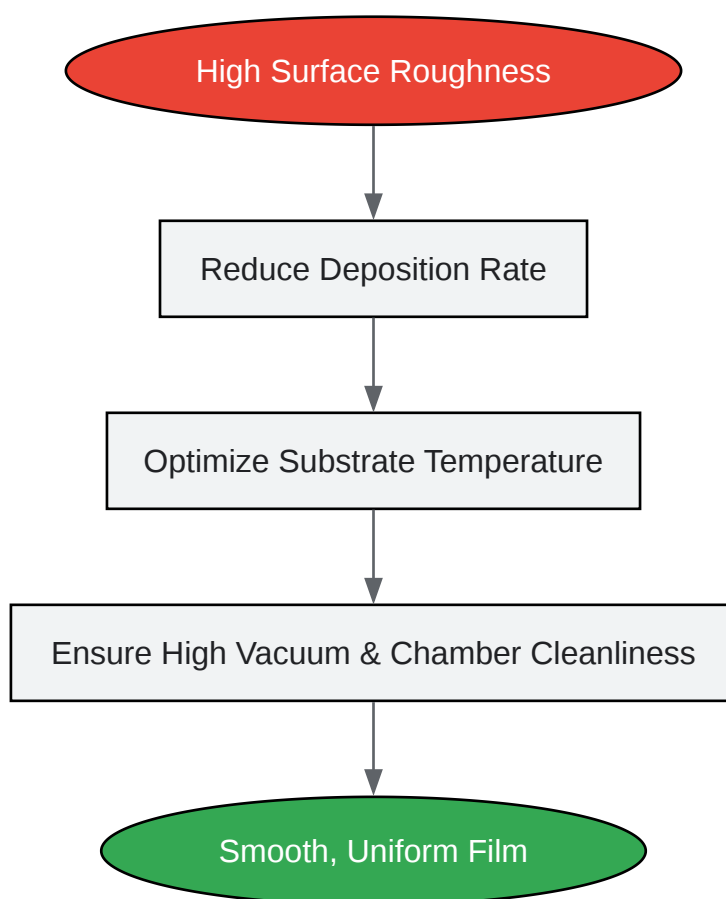 High Surface Roughness
Reduce Deposition Rate
Optimize Substrate Temperature
Ensure High Vacuum & Chamber Cleanliness
Smooth, Uniform Film